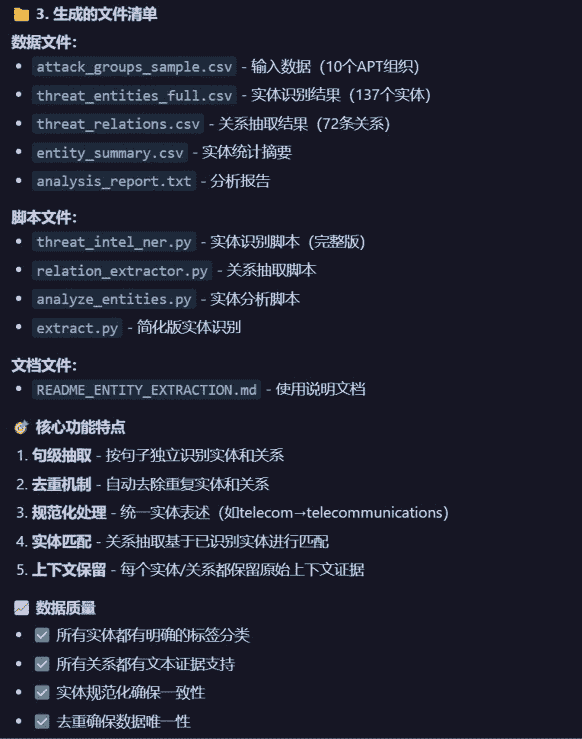 📁 3. 生成的文件清单
数据文件：
• attack_groups_sample.csv - 输入数据（10个APT组织）
• threat_entities_full.csv - 实体识别结果（137个实体）
• threat_relations.csv - 关系抽取结果（72条关系）
• entity_summary.csv - 实体统计摘要
• analysis_report.txt - 分析报告
脚本文件：
• threat_intel_ner.py - 实体识别脚本（完整版）
• relation_extractor.py - 关系抽取脚本
• analyze_entities.py - 实体分析脚本
• extract.py - 简化版实体识别
文档文件：
• README_ENTITY_EXTRACTION.md - 使用说明文档
🎯 核心功能特点
1. 句级抽取 - 按句子独立识别实体和关系
2. 去重机制 - 自动去除重复实体和关系
3. 规范化处理 - 统一实体表述（如telecom→telecommunications）
4. 实体匹配 - 关系抽取基于已识别实体进行匹配
5. 上下文保留 - 每个实体/关系都保留原始上下文证据
📈 数据质量
• ✅ 所有实体都有明确的标签分类
• ✅ 所有关系都有文本证据支持
• ✅ 实体规范化确保一致性
• ✅ 去重确保数据唯一性